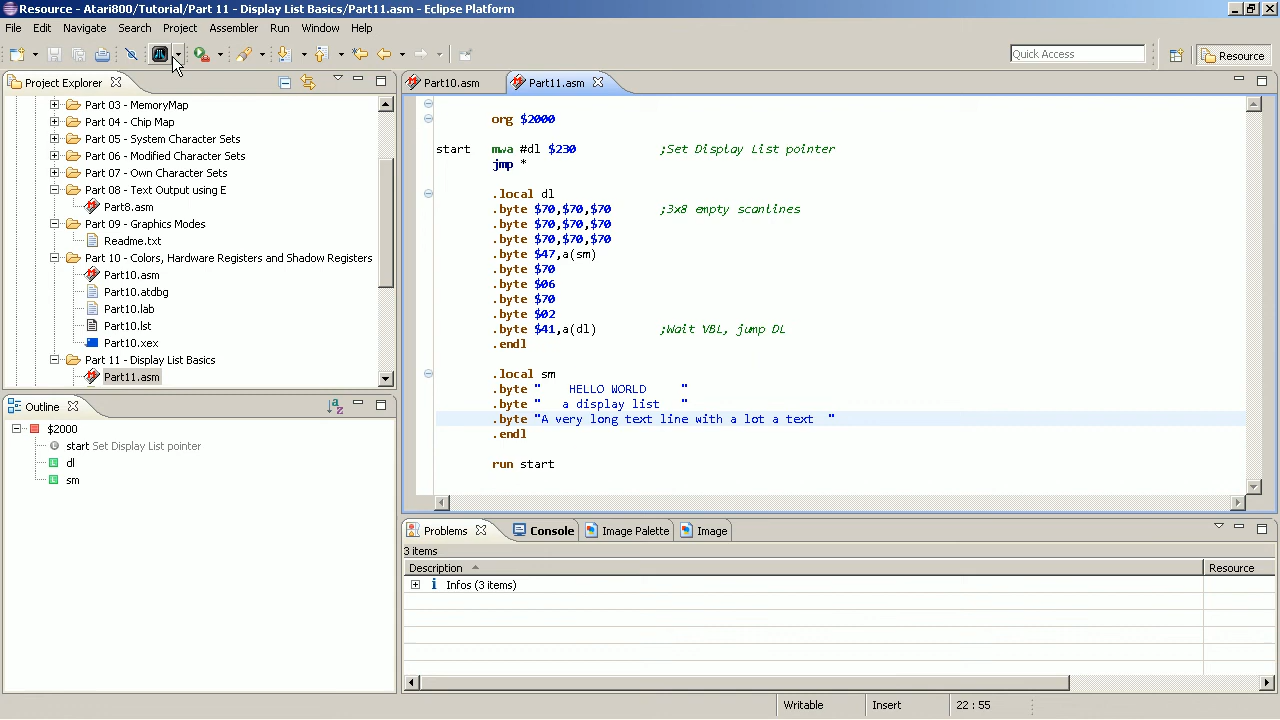 Resource - Atari800/Tutorial/Part 11 - Display List Basics/Part11.asm - Eclipse Platform
File Edit Navigate Search Project Assembler Run Window Help
Quick Access
Resource
Project Explorer
Part 03 - MemoryMap
Part 04 - Chip Map
Part 05 - System Character Sets
Part 06 - Modified Character Sets
Part 07 - Own Character Sets
Part 08 - Text Output using E
Part8.asm
Part 09 - Graphics Modes
Readme.txt
Part 10 - Colors, Hardware Registers and Shadow Registers
Part10.asm
Part10.atdbg
Part10.lab
Part10.lst
Part10.xex
Part 11 - Display List Basics
Part11.asm
Outline
$2000
start Set Display List pointer
dl
sm
Part10.asm Part11.asm
org $2000
start mwa #dl $230 ;Set Display List pointer
jmp *
.local dl
.byte $70,$70,$70 ;3x8 empty scanlines
.byte $70,$70,$70
.byte $70,$70,$70
.byte $47,a(sm)
.byte $70
.byte $06
.byte $70
.byte $02
.byte $41,a(dl) ;Wait VBL, jump DL
.endl
.local sm
.byte "    HELLO WORLD     "
.byte "   a display list   "
.byte "A very long text line with a lot a text  "
.endl
run start
Problems Console Image Palette Image
3 items
Description Resource
Infos (3 items)
Writable Insert 22 : 55